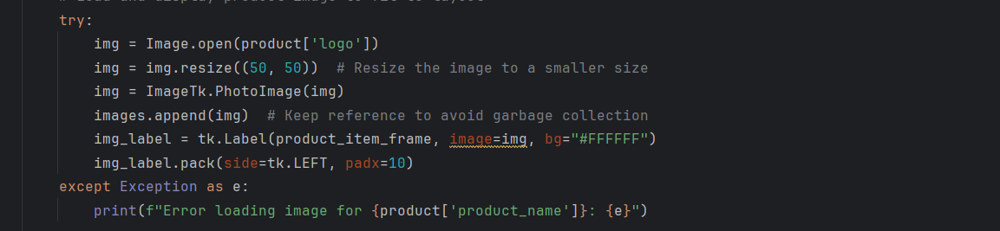 try:
img = Image.open(product['logo'])
img = img.resize((50, 50))  # Resize the image to a smaller size
img = ImageTk.PhotoImage(img)
images.append(img)  # Keep reference to avoid garbage collection
img_label = tk.Label(product_item_frame, image=img, bg="#FFFFFF")
img_label.pack(side=tk.LEFT, padx=10)
except Exception as e:
print(f"Error loading image for {product['product_name']}: {e}")